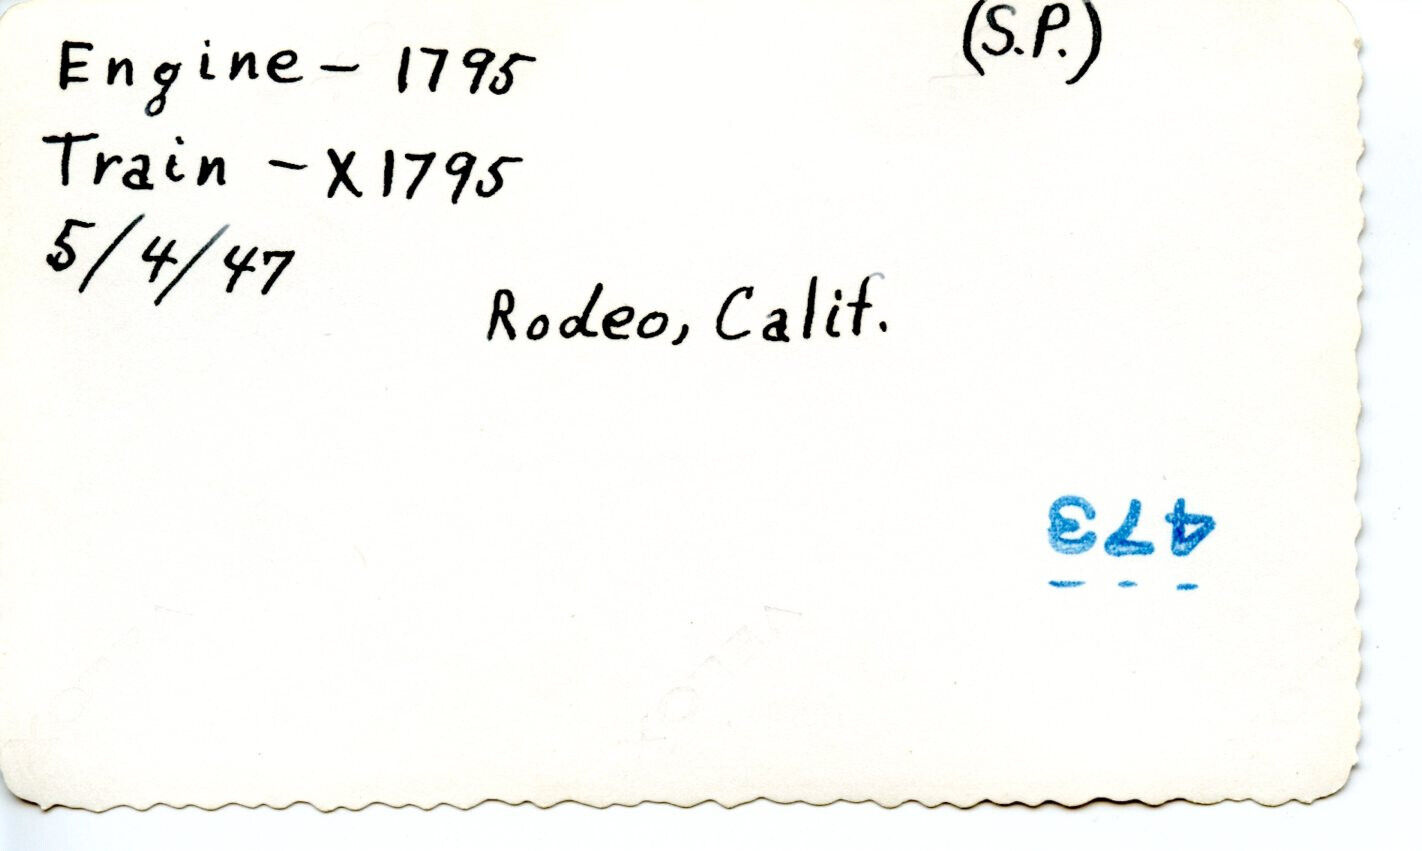 (S.P.)
Engine - 1795
Train - X1795
5/4/47
Rodeo, Calif.
473